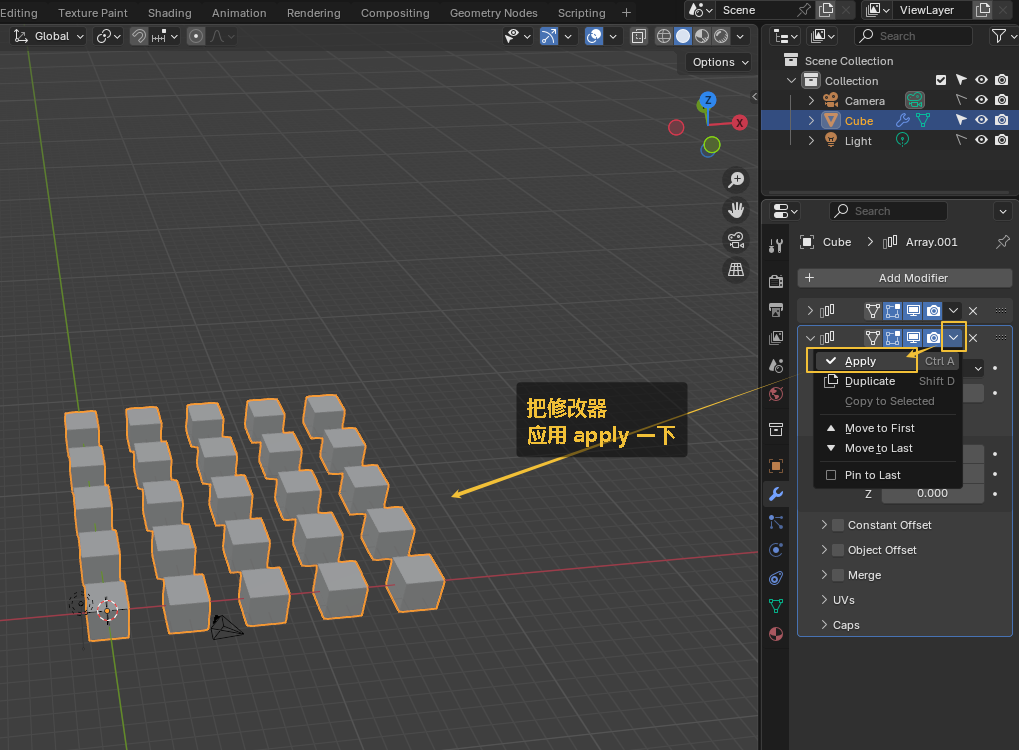 Editing Texture Paint Shading Animation Rendering Compositing Geometry Nodes Scripting + Scene ViewLayer
Global
Search
Options
Scene Collection
Collection
Camera
Cube
Light
Z
X
Search
Cube > Array.001
+ Add Modifier
Apply Ctrl A
Duplicate Shift D
Copy to Selected
Move to First
Move to Last
Pin to Last
Z 0.000
把修改器
应用 apply 一下
Constant Offset
Object Offset
Merge
UVs
Caps